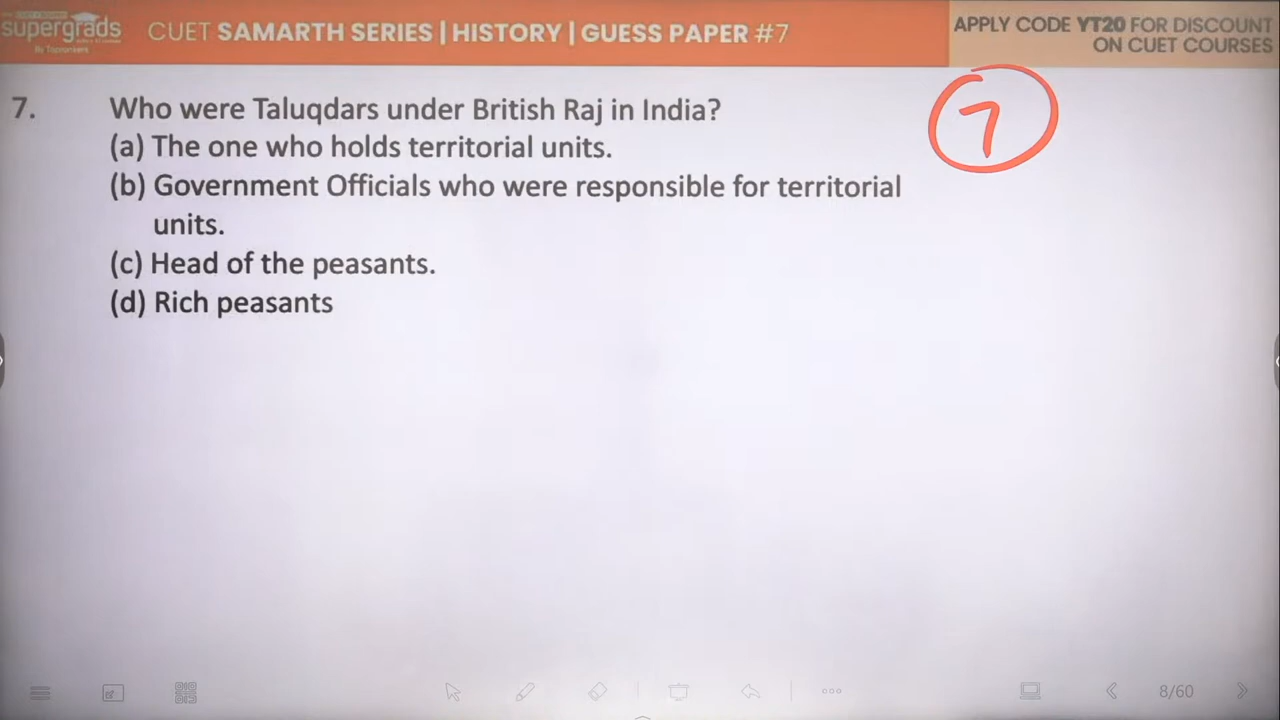 supergrads
By Toprankers
CUET SAMARTH SERIES | HISTORY | GUESS PAPER #7
APPLY CODE YT20 FOR DISCOUNT
ON CUET COURSES
7
7. Who were Taluqdars under British Raj in India?
(a) The one who holds territorial units.
(b) Government Officials who were responsible for territorial
units.
(c) Head of the peasants.
(d) Rich peasants
8/60